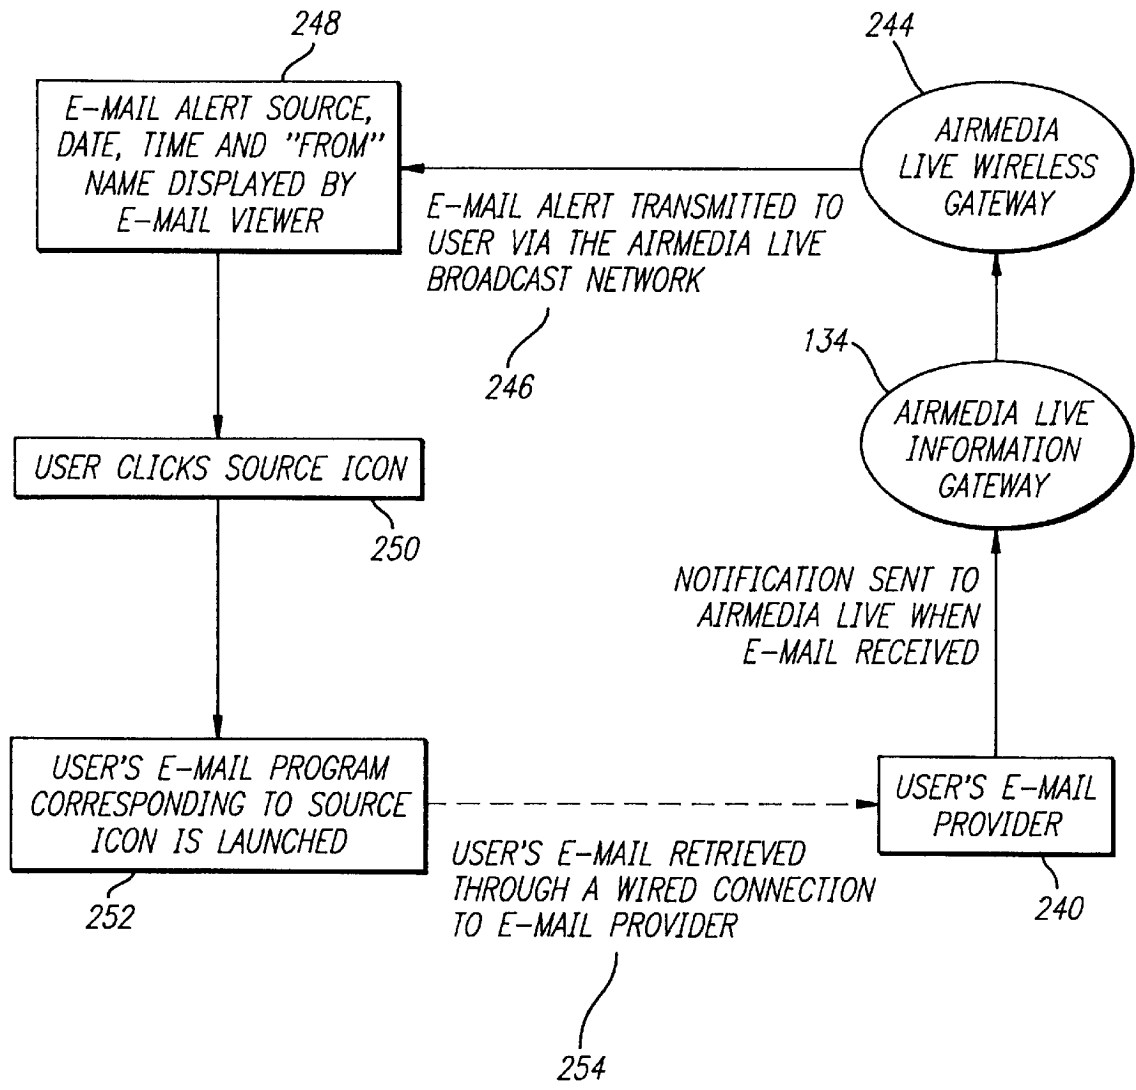 248
E-MAIL ALERT SOURCE,
DATE, TIME AND "FROM"
NAME DISPLAYED BY
E-MAIL VIEWER
244
AIRMEDIA
LIVE WIRELESS
GATEWAY
E-MAIL ALERT TRANSMITTED TO
USER VIA THE AIRMEDIA LIVE
BROADCAST NETWORK
246
134
AIRMEDIA LIVE
INFORMATION
GATEWAY
USER CLICKS SOURCE ICON
250
NOTIFICATION SENT TO
AIRMEDIA LIVE WHEN
E-MAIL RECEIVED
USER'S E-MAIL PROGRAM
CORRESPONDING TO SOURCE
ICON IS LAUNCHED
252
USER'S E-MAIL
PROVIDER
240
USER'S E-MAIL RETRIEVED
THROUGH A WIRED CONNECTION
TO E-MAIL PROVIDER
254